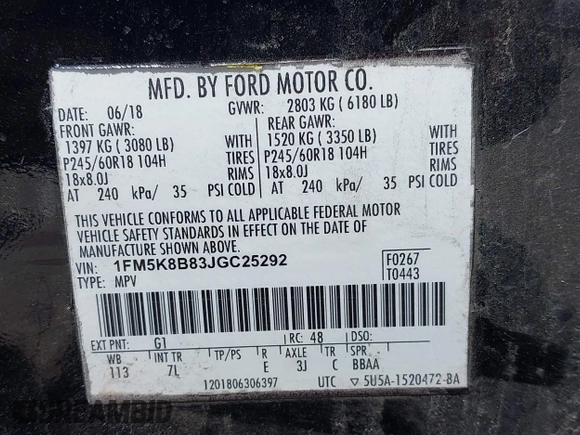 MFD. BY FORD MOTOR CO.
DATE: 06/18 GVWR: 2803 KG ( 6180 LB)
FRONT GAWR: REAR GAWR:
1397 KG ( 3080 LB) WITH 1520 KG ( 3350 LB) WITH
P245/60R18 104H TIRES P245/60R18 104H TIRES
18x8.0J RIMS 18x8.0J RIMS
AT 240 kPa/ 35 PSI COLD AT 240 kPa/ 35 PSI COLD
THIS VEHICLE CONFORMS TO ALL APPLICABLE FEDERAL MOTOR
VEHICLE SAFETY STANDARDS IN EFFECT ON THE DATE OF
MANUFACTURE SHOWN ABOVE.
VIN: 1FM5K8B83JGC25292 F0267
TYPE: MPV T0443
EXT PNT: G1 RC: 48 DSO:
WB INT TR TP/PS R AXLE TR SPR
113 7L E 3J C BBAA
1201806306397 UTC ▽ 5U5A-1520472-BA
BIDCAMBID